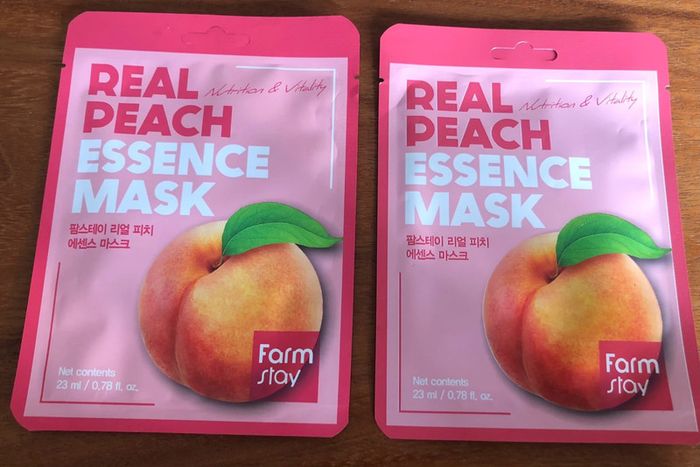 REAL
Nutrition & Vitality
PEACH
ESSENCE
MASK
팜스테이 리얼 피치
에센스 마스크
Farm
stay
Net contents
23 ml / 0.78 fl. oz.
REAL
Nutrition & Vitality
PEACH
ESSENCE
MASK
팜스테이 리얼 피치
에센스 마스크
Farm
stay
Net contents
23 ml / 0.78 fl. oz.